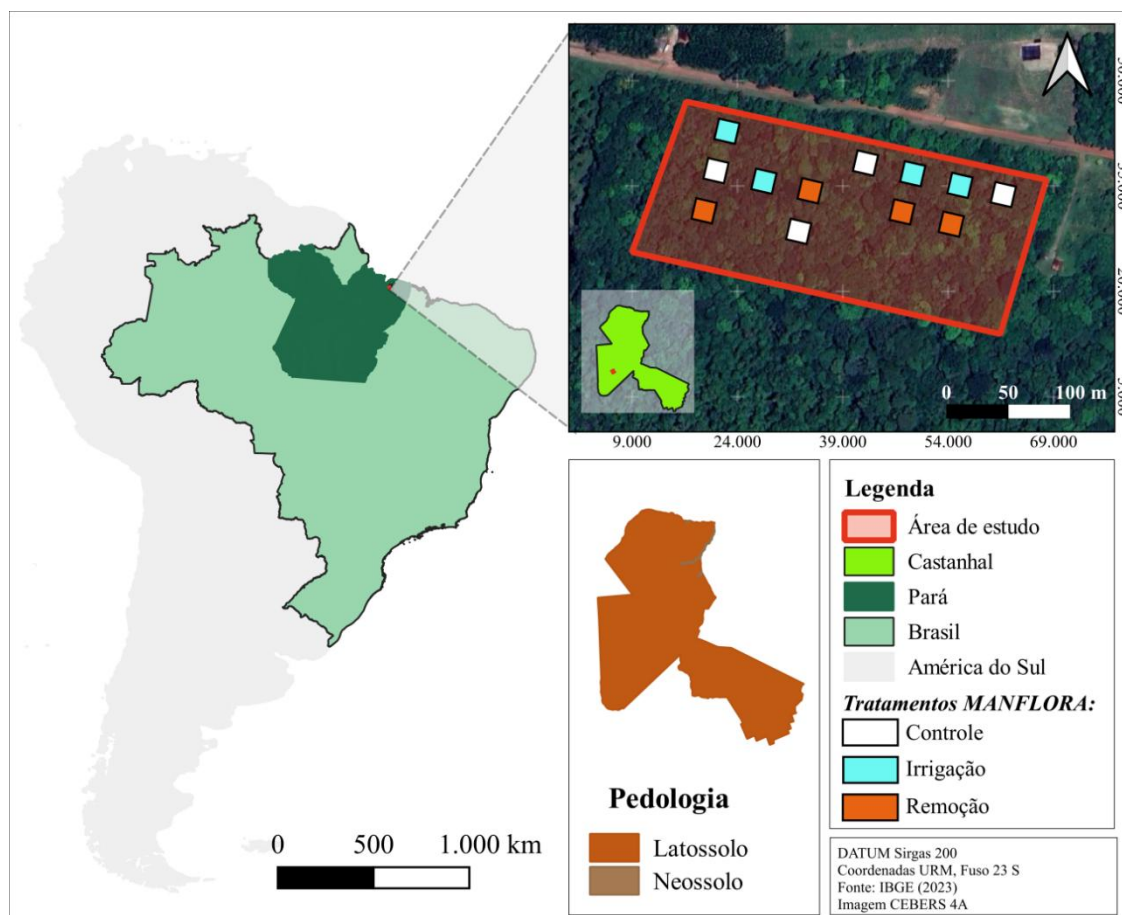 0 500 1.000 km
0 50 100 m
9.000 24.000 39.000 54.000 69.000
Pedologia
Latossolo
Neossolo
Legenda
Área de estudo
Castanhal
Pará
Brasil
América do Sul
Tratamentos MANFLORA:
Controle
Irrigação
Remoção
DATUM Sirgas 200
Coordenadas URM, Fuso 23 S
Fonte: IBGE (2023)
Imagem CEBERS 4A